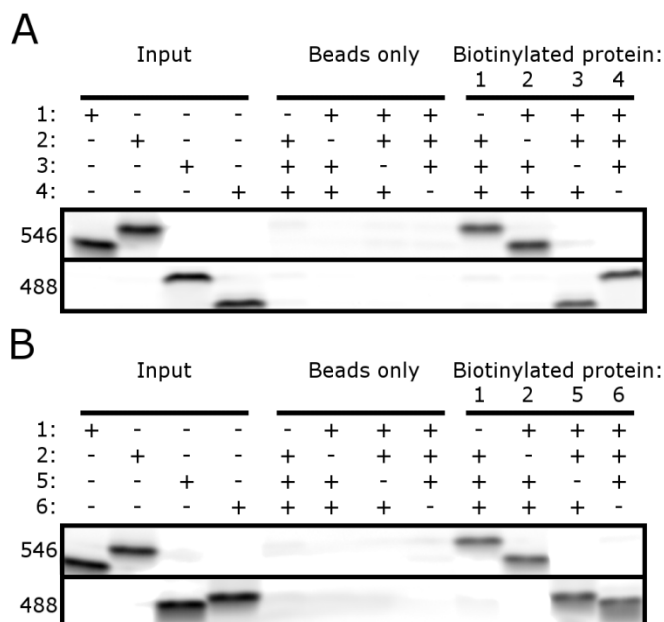 A
Input Beads only Biotinylated protein:
1 2 3 4
1: + - - - - + + + - + + +
2: - + - - + - + + + - + +
3: - - + - + + - + + + - +
4: - - - + + + + - + + + -
546
488
B
Input Beads only Biotinylated protein:
1 2 5 6
1: + - - - - + + + - + + +
2: - + - - + - + + + - + +
5: - - + - + + - + + + - +
6: - - - + + + + - + + + -
546
488